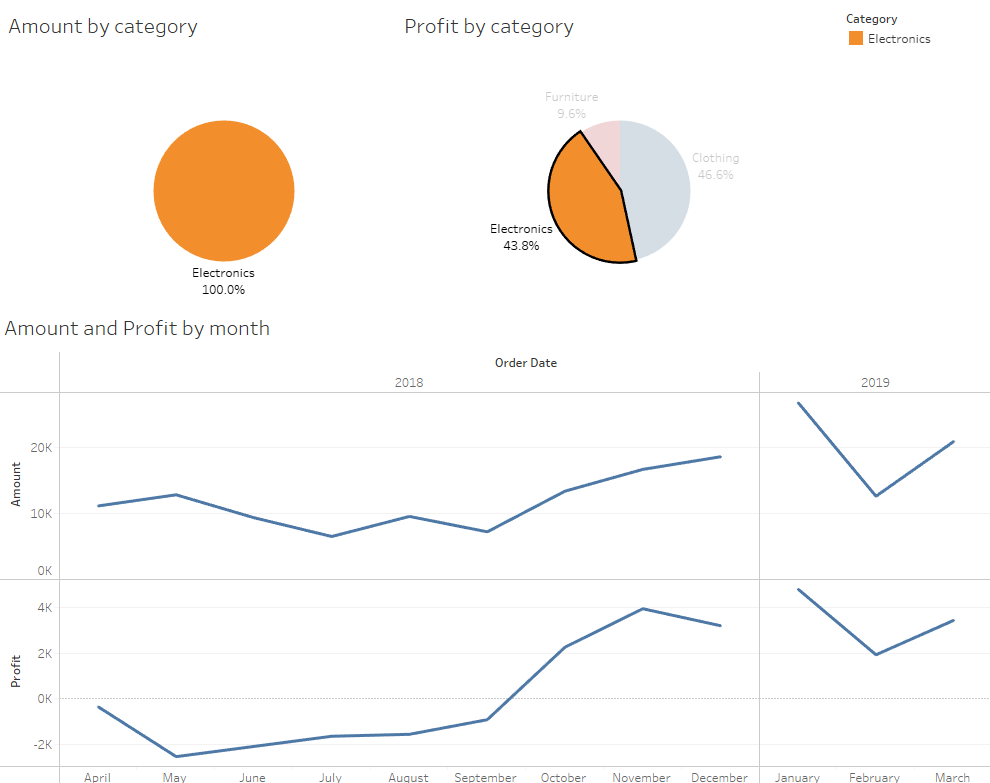 Amount by category
Profit by category
Category
Electronics
Furniture
9.6%
Clothing
46.6%
Electronics
43.8%
Electronics
100.0%
Amount and Profit by month
Order Date
2018
2019
Amount
20K
10K
0K
Profit
4K
2K
0K
-2K
April
May
June
July
August
September
October
November
December
January
February
March